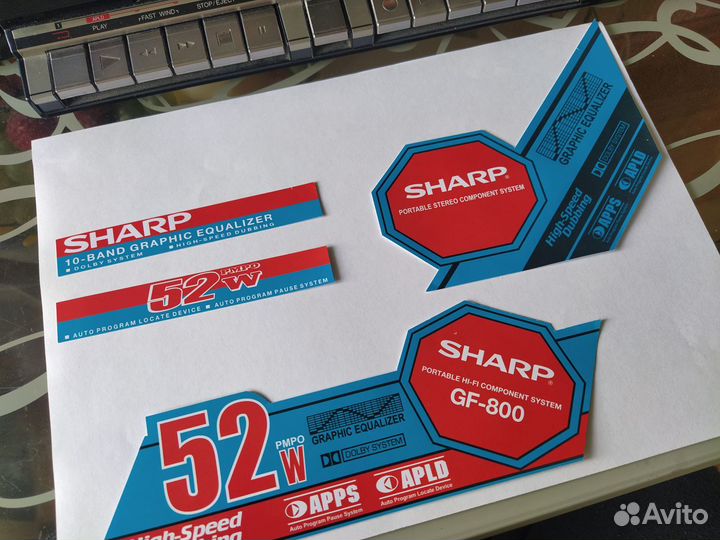 APLD
PLAY
FAST WIND
STOP/EJECT
SHARP
10-BAND GRAPHIC EQUALIZER
■ DOLBY SYSTEM ■ HIGH-SPEED DUBBING
52 PMPO W
■ AUTO PROGRAM LOCATE DEVICE ■ AUTO PROGRAM PAUSE SYSTEM
SHARP®
PORTABLE STEREO COMPONENT SYSTEM
GRAPHIC EQUALIZER
DOLBY SYSTEM
High-Speed
Dubbing
APPS
APLD
SHARP®
PORTABLE HI-FI COMPONENT SYSTEM
GF-800
52 PMPO W
GRAPHIC EQUALIZER
DOLBY SYSTEM
APPS
Auto Program Pause System
APLD
Auto Program Locate Device
High-Speed
Dubbing
Avito